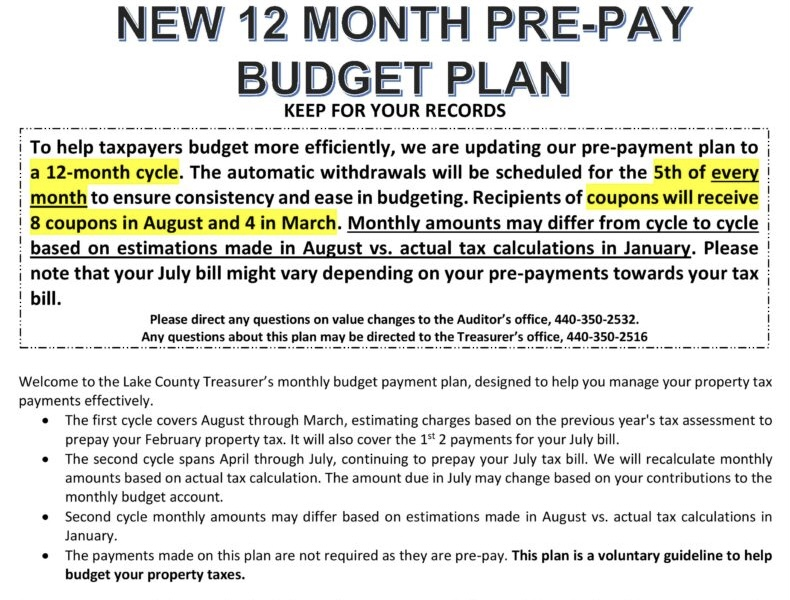 NEW 12 MONTH PRE-PAY
BUDGET PLAN
KEEP FOR YOUR RECORDS
To help taxpayers budget more efficiently, we are updating our pre-payment plan to
a 12-month cycle. The automatic withdrawals will be scheduled for the 5th of every
month to ensure consistency and ease in budgeting. Recipients of coupons will receive
8 coupons in August and 4 in March. Monthly amounts may differ from cycle to cycle
based on estimations made in August vs. actual tax calculations in January. Please
note that your July bill might vary depending on your pre-payments towards your tax
bill.
Please direct any questions on value changes to the Auditor's office, 440-350-2532.
Any questions about this plan may be directed to the Treasurer's office, 440-350-2516
Welcome to the Lake County Treasurer's monthly budget payment plan, designed to help you manage your property tax
payments effectively.
• The first cycle covers August through March, estimating charges based on the previous year's tax assessment to
prepay your February property tax. It will also cover the 1st 2 payments for your July bill.
• The second cycle spans April through July, continuing to prepay your July tax bill. We will recalculate monthly
amounts based on actual tax calculation. The amount due in July may change based on your contributions to the
monthly budget account.
• Second cycle monthly amounts may differ based on estimations made in August vs. actual tax calculations in
January.
• The payments made on this plan are not required as they are pre-pay. This plan is a voluntary guideline to help
budget your property taxes.